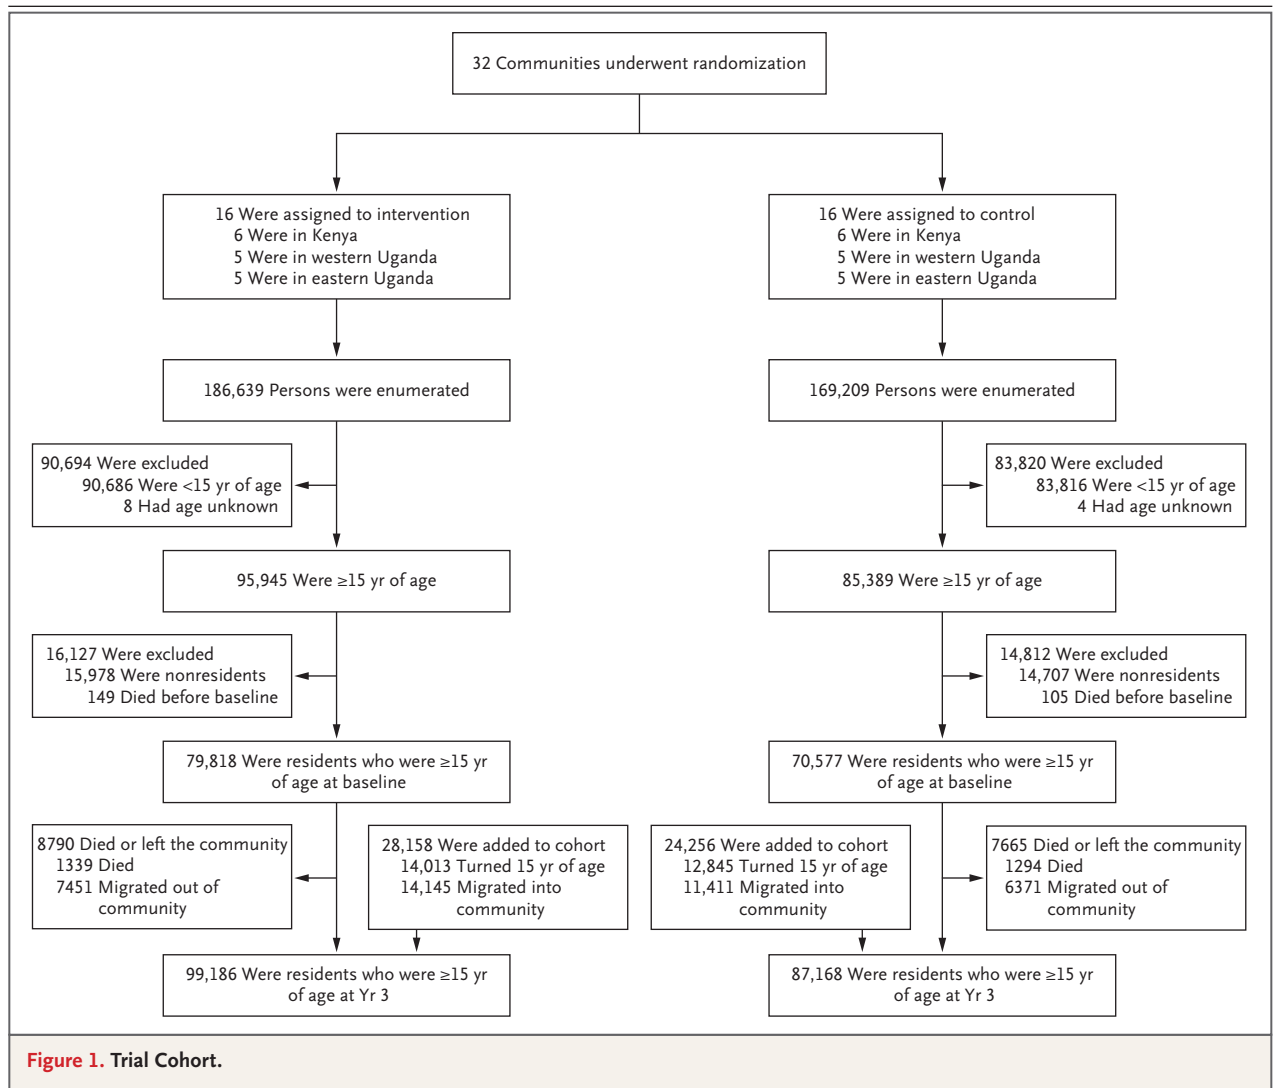 32 Communities underwent randomization
16 Were assigned to intervention
6 Were in Kenya
5 Were in western Uganda
5 Were in eastern Uganda
16 Were assigned to control
6 Were in Kenya
5 Were in western Uganda
5 Were in eastern Uganda
186,639 Persons were enumerated
169,209 Persons were enumerated
90,694 Were excluded
90,686 Were <15 yr of age
8 Had age unknown
83,820 Were excluded
83,816 Were <15 yr of age
4 Had age unknown
95,945 Were ≥15 yr of age
85,389 Were ≥15 yr of age
16,127 Were excluded
15,978 Were nonresidents
149 Died before baseline
14,812 Were excluded
14,707 Were nonresidents
105 Died before baseline
79,818 Were residents who were ≥15 yr
of age at baseline
70,577 Were residents who were ≥15 yr
of age at baseline
8790 Died or left the community
1339 Died
7451 Migrated out of
community
28,158 Were added to cohort
14,013 Turned 15 yr of age
14,145 Migrated into
community
24,256 Were added to cohort
12,845 Turned 15 yr of age
11,411 Migrated into
community
7665 Died or left the community
1294 Died
6371 Migrated out of
community
99,186 Were residents who were ≥15 yr
of age at Yr 3
87,168 Were residents who were ≥15 yr
of age at Yr 3
Figure 1. Trial Cohort.